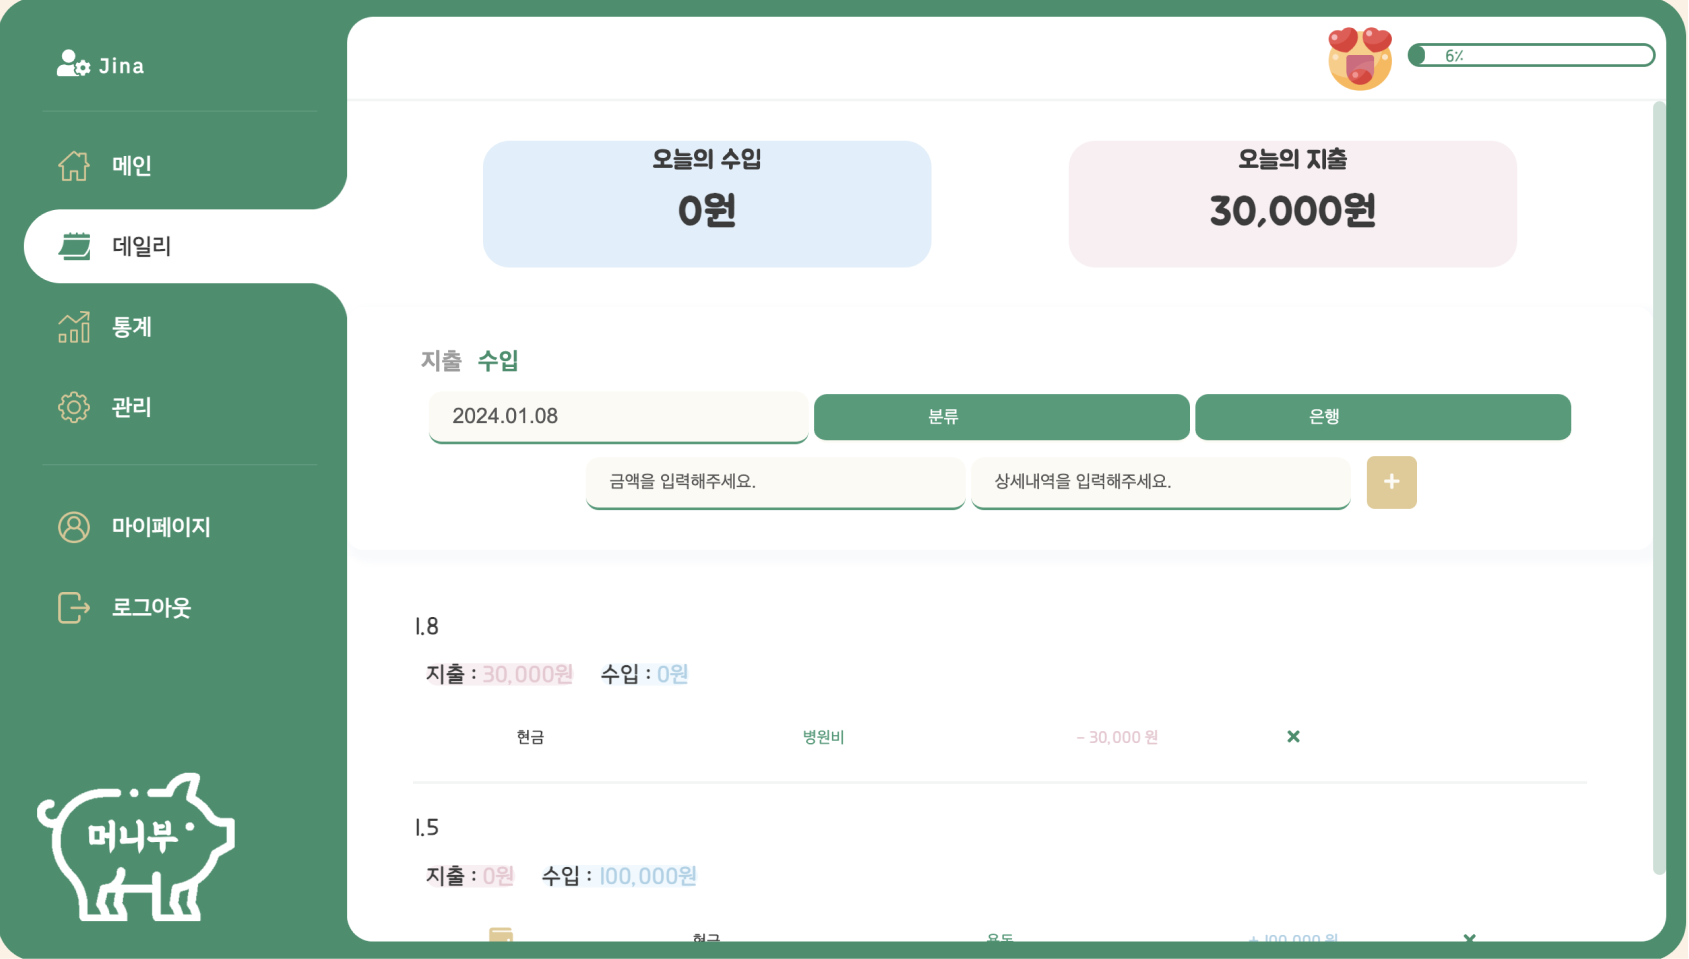 Jina
메인
데일리
통계
관리
마이페이지
로그아웃
머니부
6%
오늘의 수입
0원
오늘의 지출
30,000원
지출 수입
2024.01.08 분류 은행
금액을 입력해주세요. 상세내역을 입력해주세요. +
1.8
지출 : 30,000원 수입 : 0원
현금 병원비 - 30,000 원
1.5
지출 : 0원 수입 : 100,000원
현금 용돈 + 100,000 원